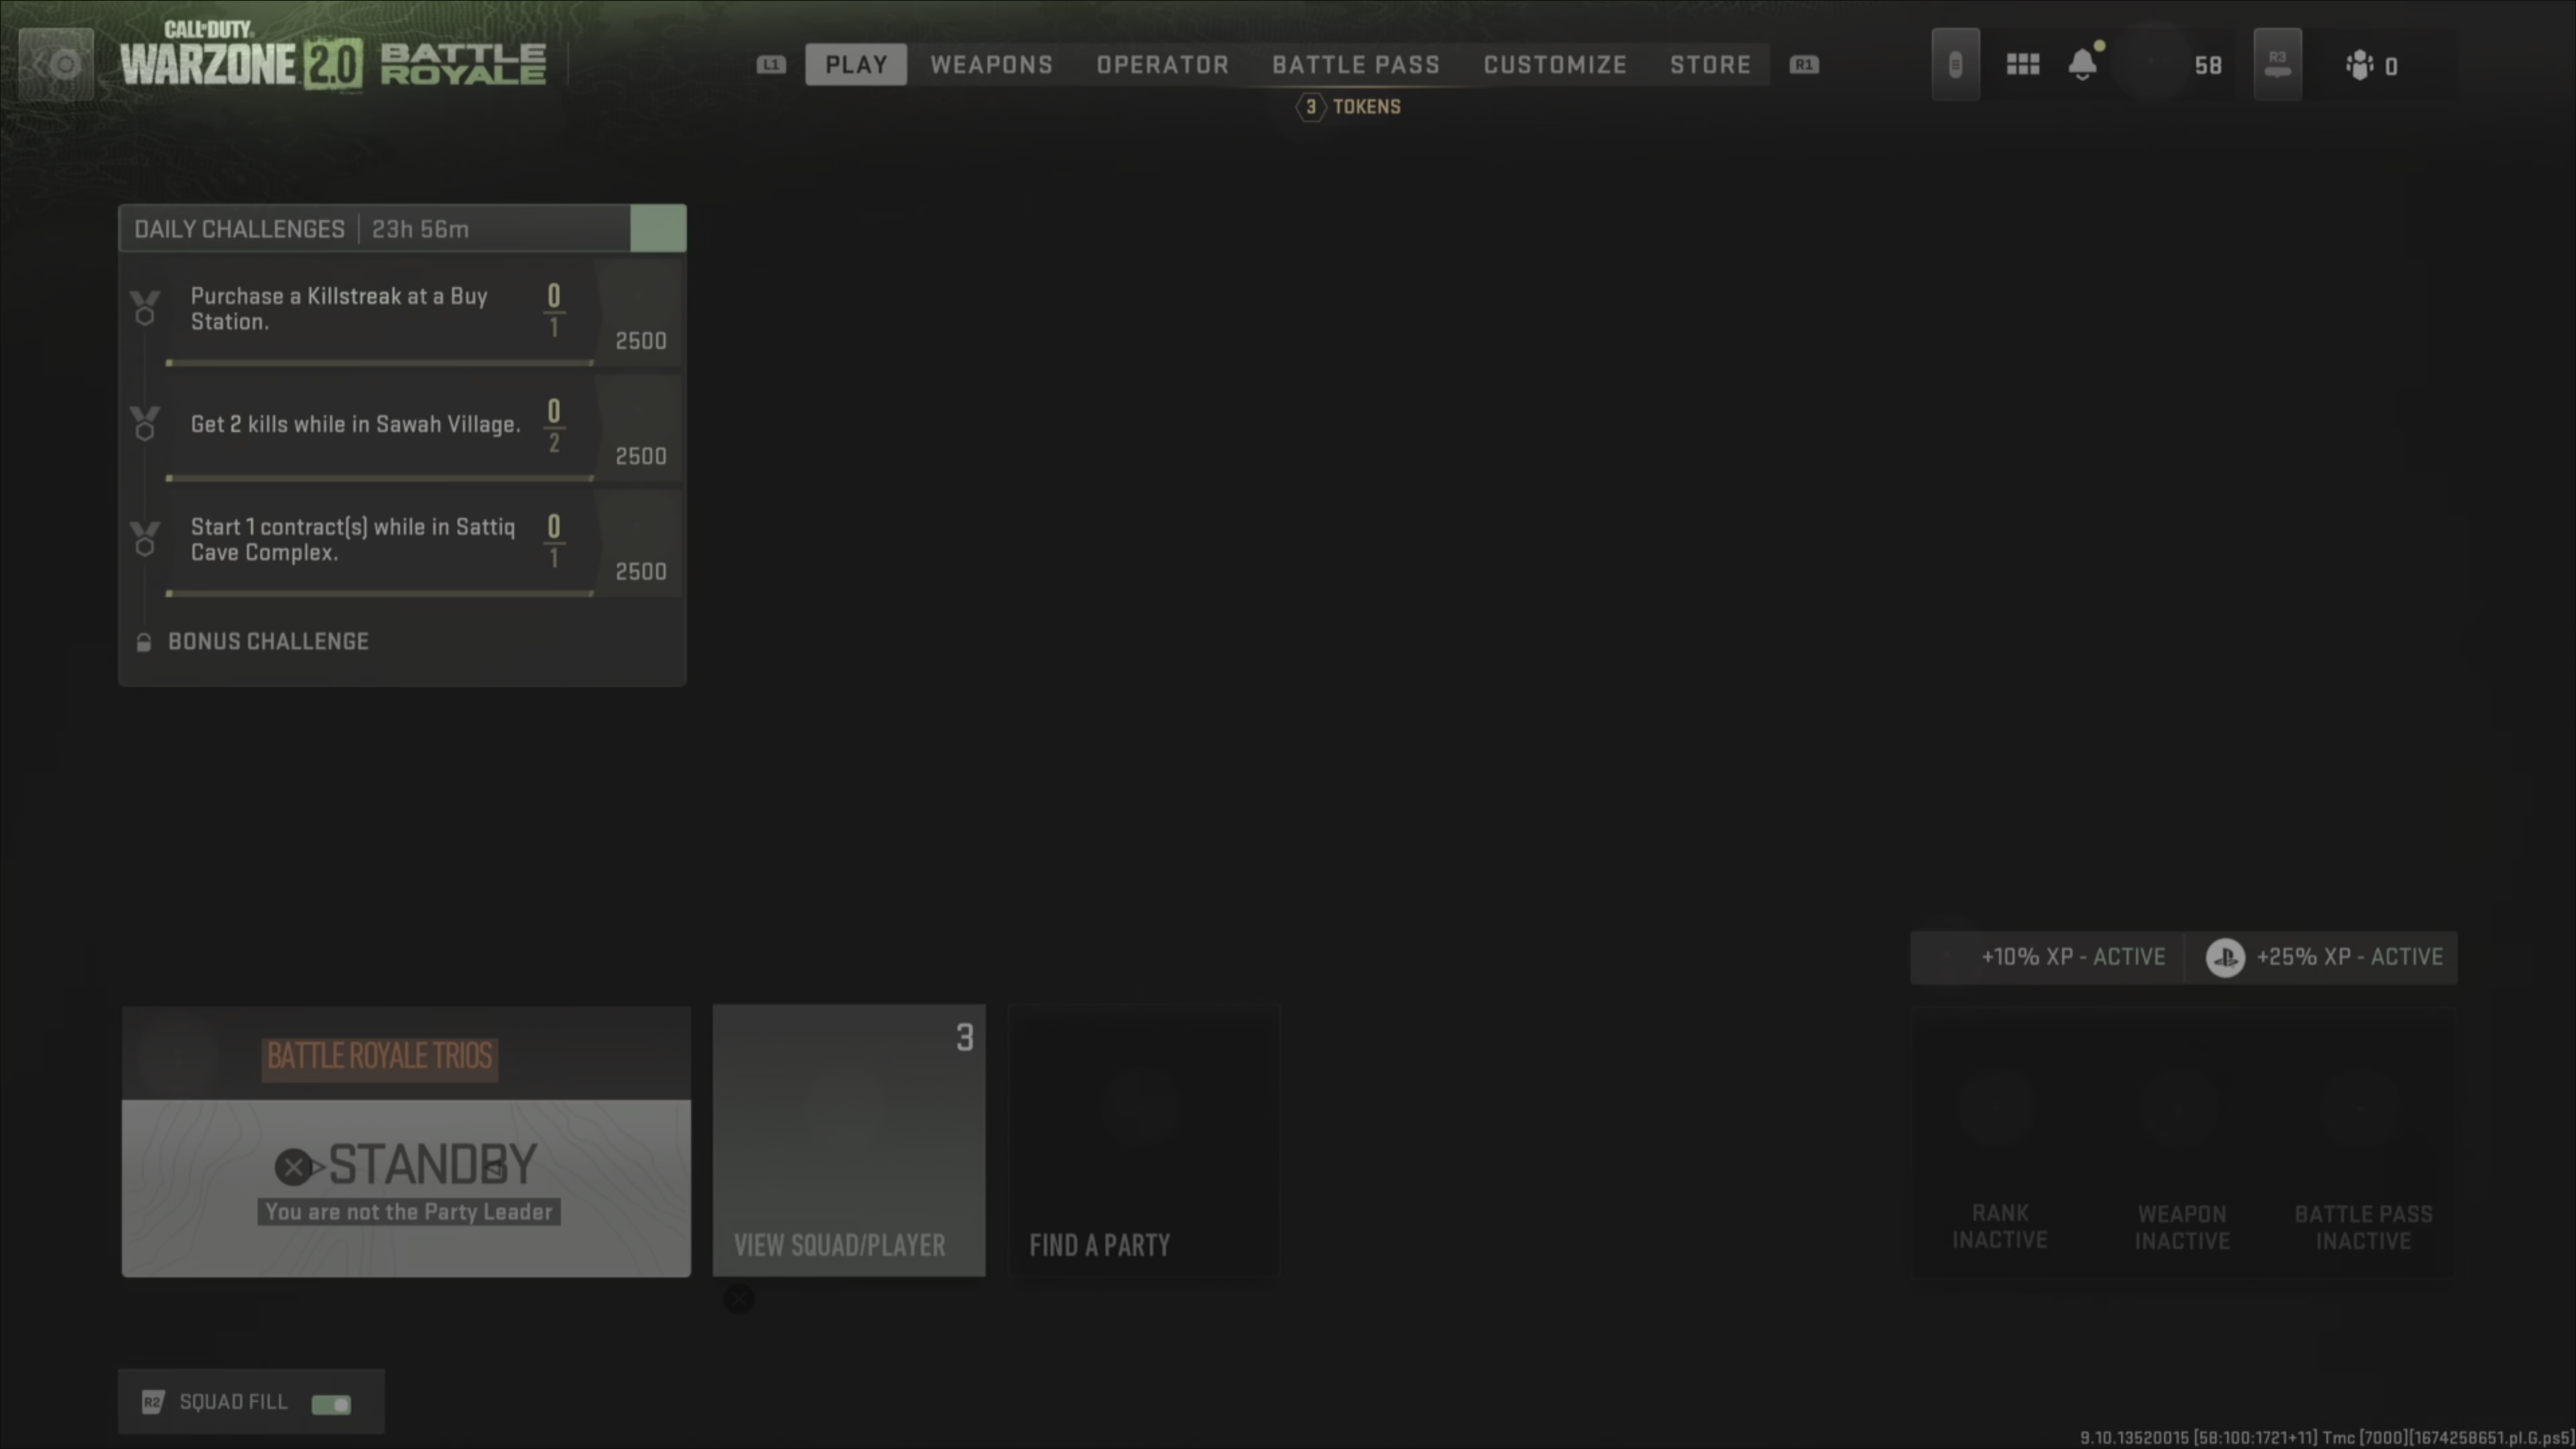 CALL OF DUTY
WARZONE 2.0 BATTLE ROYALE
L1 PLAY WEAPONS OPERATOR BATTLE PASS CUSTOMIZE STORE R1
3 TOKENS
58 R3 0
DAILY CHALLENGES 23h 56m
Purchase a Killstreak at a Buy
Station.
0
1
2500
Get 2 kills while in Sawah Village.
0
2
2500
Start 1 contract(s) while in Sattiq
Cave Complex.
0
1
2500
BONUS CHALLENGE
+10% XP - ACTIVE
+25% XP - ACTIVE
BATTLE ROYALE TRIOS
STANDBY
You are not the Party Leader
3
VIEW SQUAD/PLAYER
FIND A PARTY
RANK
INACTIVE
WEAPON
INACTIVE
BATTLE PASS
INACTIVE
R2 SQUAD FILL
9.10.13520015 [58:100:1721+11] Tmc [7000][1674258651.pl.G.ps5]